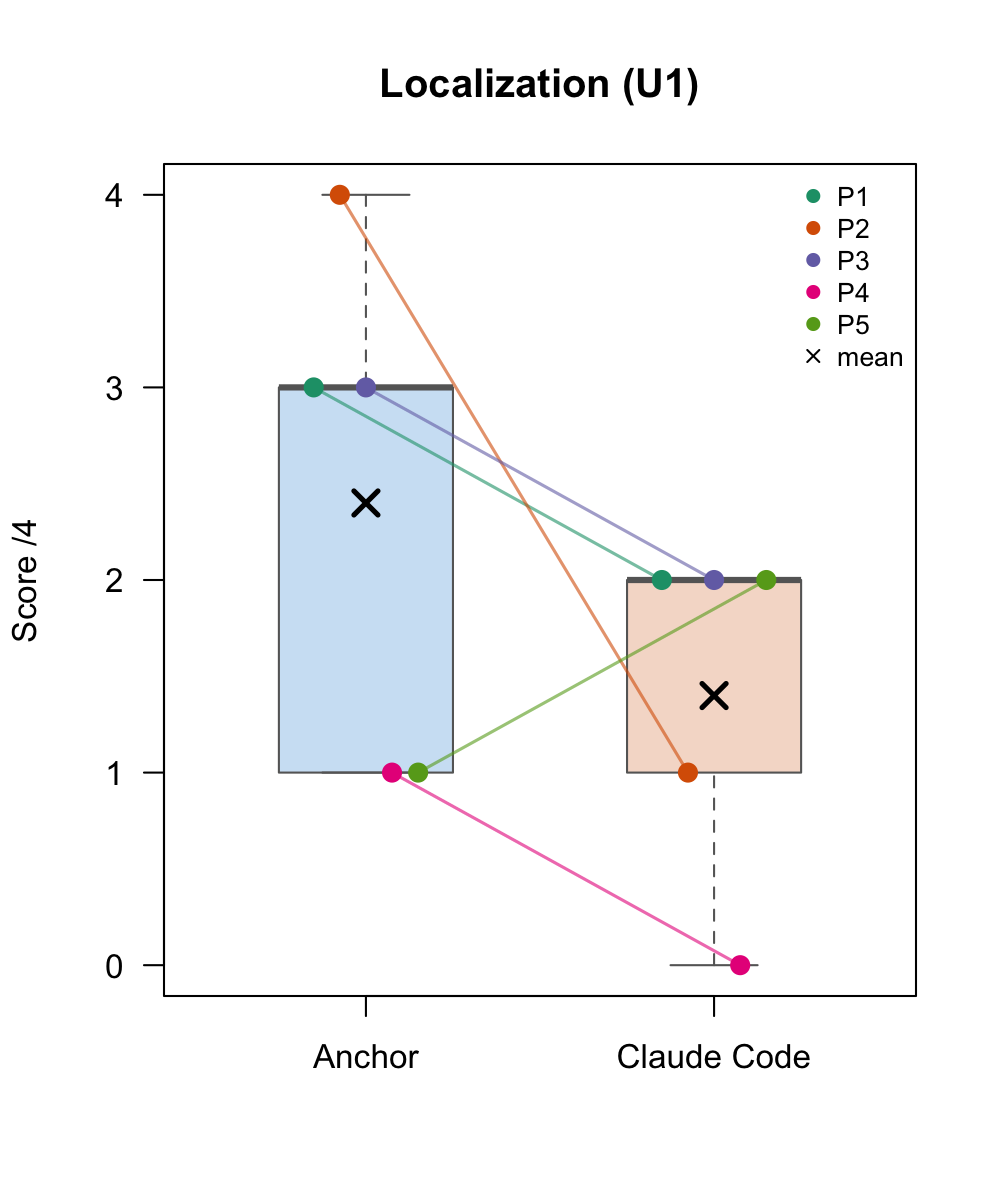 Localization (U1)
Score /4
4
3
2
1
0
P1
P2
P3
P4
P5
mean
Anchor
Claude Code